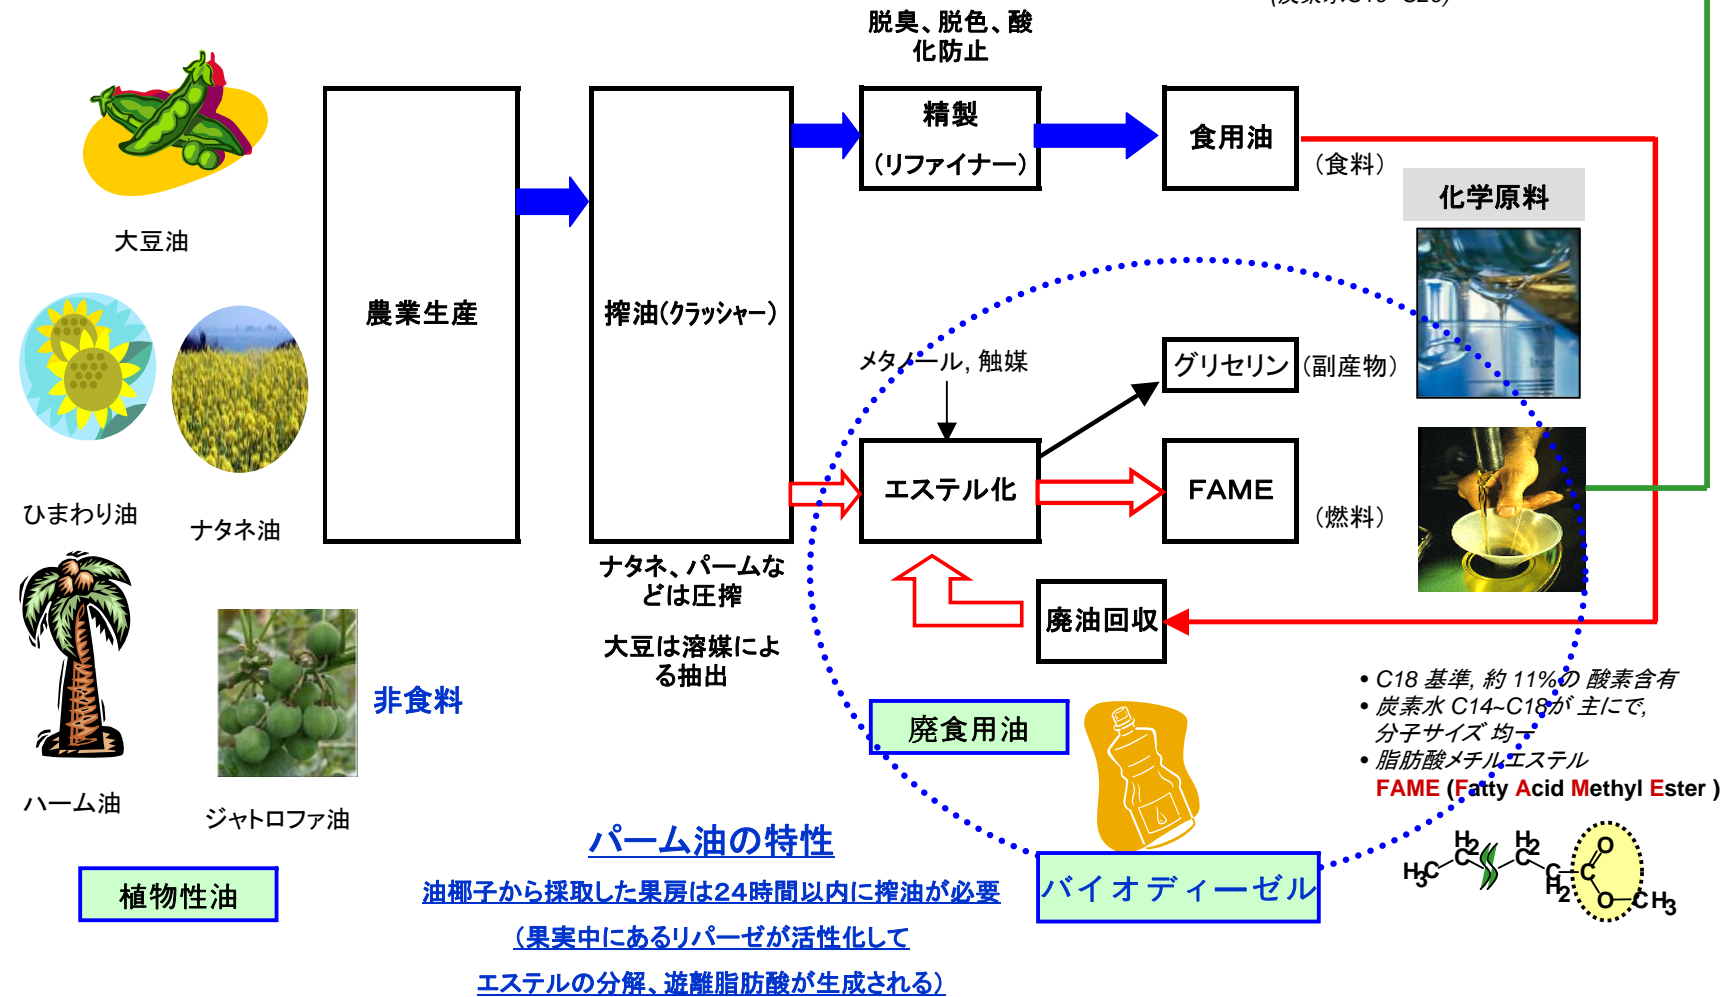 脱臭、脱色、酸
化防止
精製
（リファイナー）
食用油
（食料）
化学原料
大豆油
農業生産
搾油（クラッシャー）
メタノール, 触媒
グリセリン
（副産物）
エステル化
FAME
（燃料）
ひまわり油
ナタネ油
ナタネ、パームな
どは圧搾
大豆は溶媒によ
る抽出
廃油回収
非食料
廃食用油
• C18 基準, 約 11%の 酸素含有
• 炭素水 C14~C18が 主にで,
分子サイズ 均一
• 脂肪酸メチルエステル
FAME (Fatty Acid Methyl Ester )
ハーム油
ジャトロファ油
植物性油
パーム油の特性
油椰子から採取した果房は24時間以内に搾油が必要
（果実中にあるリパーゼが活性化して
エステルの分解、遊離脂肪酸が生成される）
バイオディーゼル
H3C
H2
C
H2
C
C
H2
C
O
O
CH3